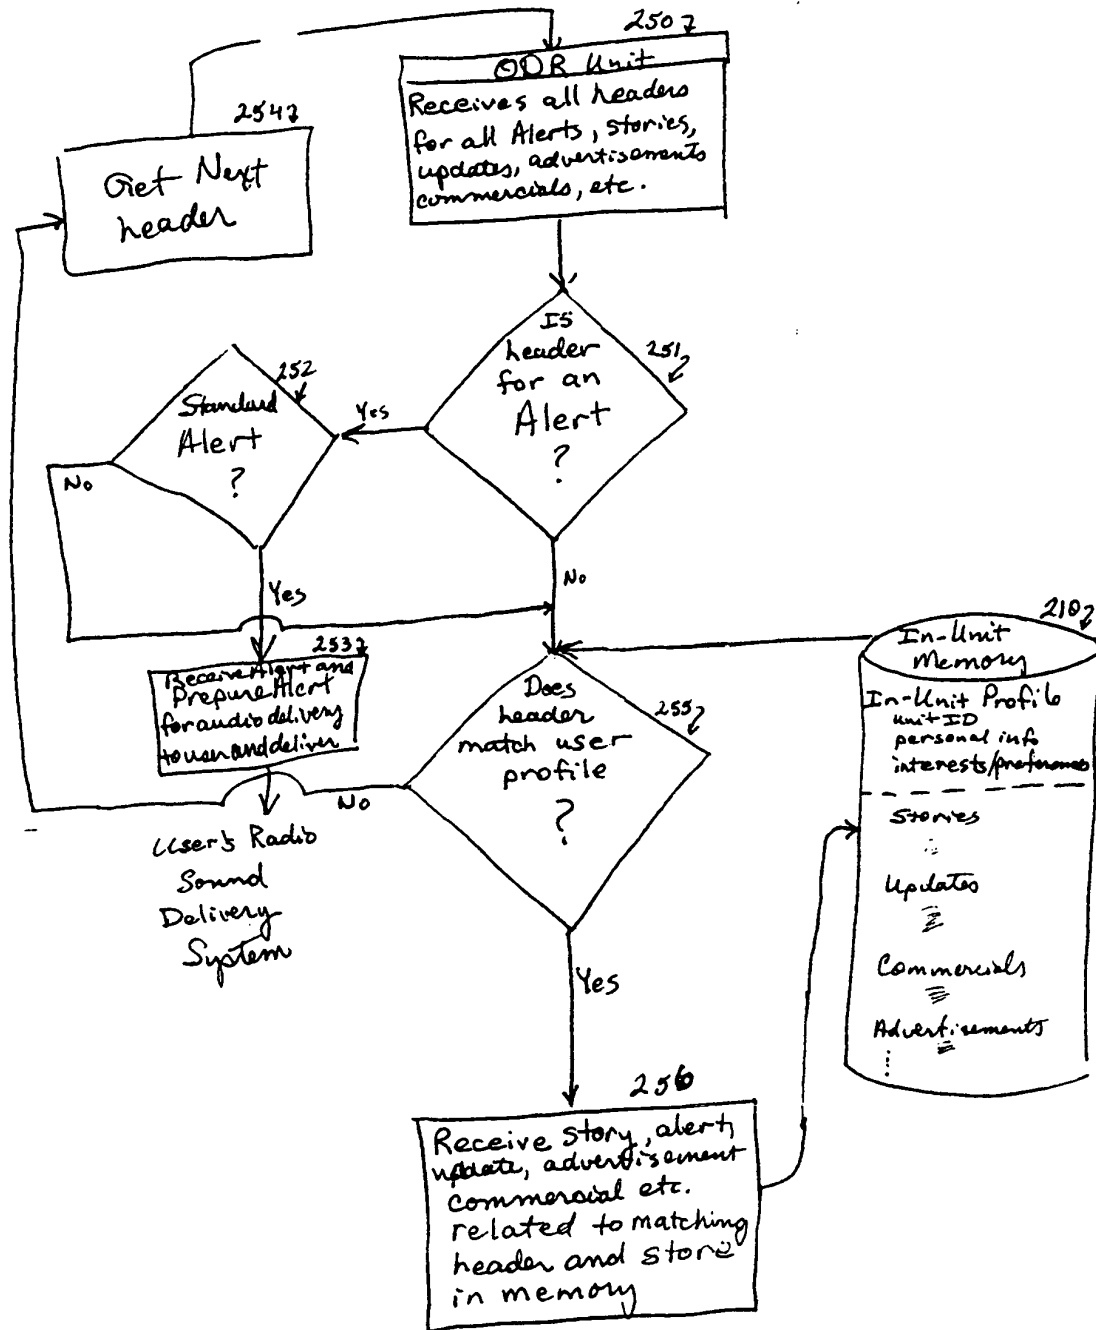 250
ODR Unit
Receives all headers
for all Alerts, stories,
updates, advertisements
commercials, etc.
254
Get Next
header
Is
header
for an
Alert
?
251
Yes
No
252
Standard
Alert
?
No
Yes
253
Receive Alert and
Prepare Alert
for audio delivery
to user and deliver
User's Radio
Sound
Delivery
System
Does
header
match user
profile
?
255
No
Yes
210
In-Unit
Memory
In-Unit Profile
unit ID
personal info
interests/preferences
Stories
Updates
Commercials
Advertisements
256
Receive story, alert,
update, advertisement
commercial etc.
related to matching
header and store
in memory